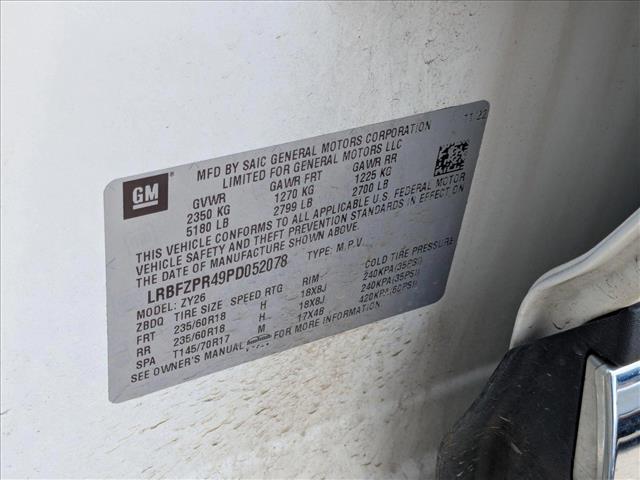 11/22
GM
MFD BY SAIC GENERAL MOTORS CORPORATION
LIMITED FOR GENERAL MOTORS LLC
GVWR GAWR FRT GAWR RR
2350 KG 1270 KG 1225 KG
5180 LB 2799 LB 2700 LB
THIS VEHICLE CONFORMS TO ALL APPLICABLE U.S. FEDERAL MOTOR
VEHICLE SAFETY AND THEFT PREVENTION STANDARDS IN EFFECT ON
THE DATE OF MANUFACTURE SHOWN ABOVE.
LRBFZPR49PD052078 TYPE: M.P.V.
MODEL: ZY26
ZBDQ TIRE SIZE SPEED RTG RIM COLD TIRE PRESSURE
FRT 235/60R18 H 18X8J 240KPA(35PSI)
RR 235/60R18 H 18X8J 240KPA(35PSI)
SPA T145/70R17 M 17X4B 420KPA(60PSI)
SEE OWNER'S MANUAL FOR MORE INFORMATION.